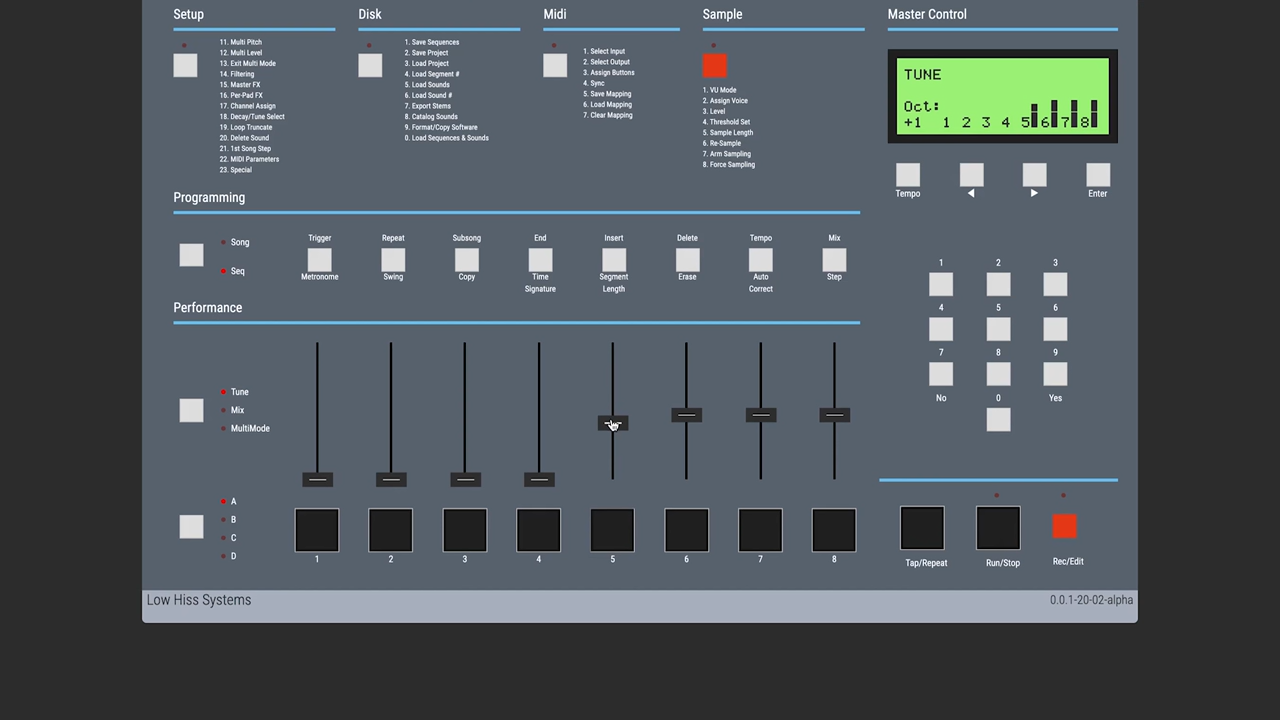 Setup
11. Multi Pitch
12. Multi Level
13. Exit Multi Mode
14. Filtering
15. Master FX
16. Per-Pad FX
17. Channel Assign
18. Decay/Tune Select
19. Loop Truncate
20. Delete Sound
21. 1st Song Step
22. MIDI Parameters
23. Special
Disk
1. Save Sequences
2. Save Project
3. Load Project
4. Load Segment #
5. Load Sounds
6. Load Sound #
7. Export Stems
8. Catalog Sounds
9. Format/Copy Software
0. Load Sequences & Sounds
Midi
1. Select Input
2. Select Output
3. Assign Buttons
4. Sync
5. Save Mapping
6. Load Mapping
7. Clear Mapping
Sample
1. VU Mode
2. Assign Voice
3. Level
4. Threshold Set
5. Sample Length
6. Re-Sample
7. Arm Sampling
8. Force Sampling
Master Control
TUNE
Oct:
+1 1 2 3 4 5 6 7 8
Tempo ◀ ▶ Enter
Programming
Song
Seq
Trigger Repeat Subsong End Insert Delete Tempo Mix
Metronome Swing Copy Time Signature Segment Length Erase Auto Correct Step
1 2 3
4 5 6
7 8 9
No 0 Yes
Performance
Tune
Mix
MultiMode
A
B
C
D
1 2 3 4 5 6 7 8
Tap/Repeat Run/Stop Rec/Edit
Low Hiss Systems 0.0.1-20-02-alpha